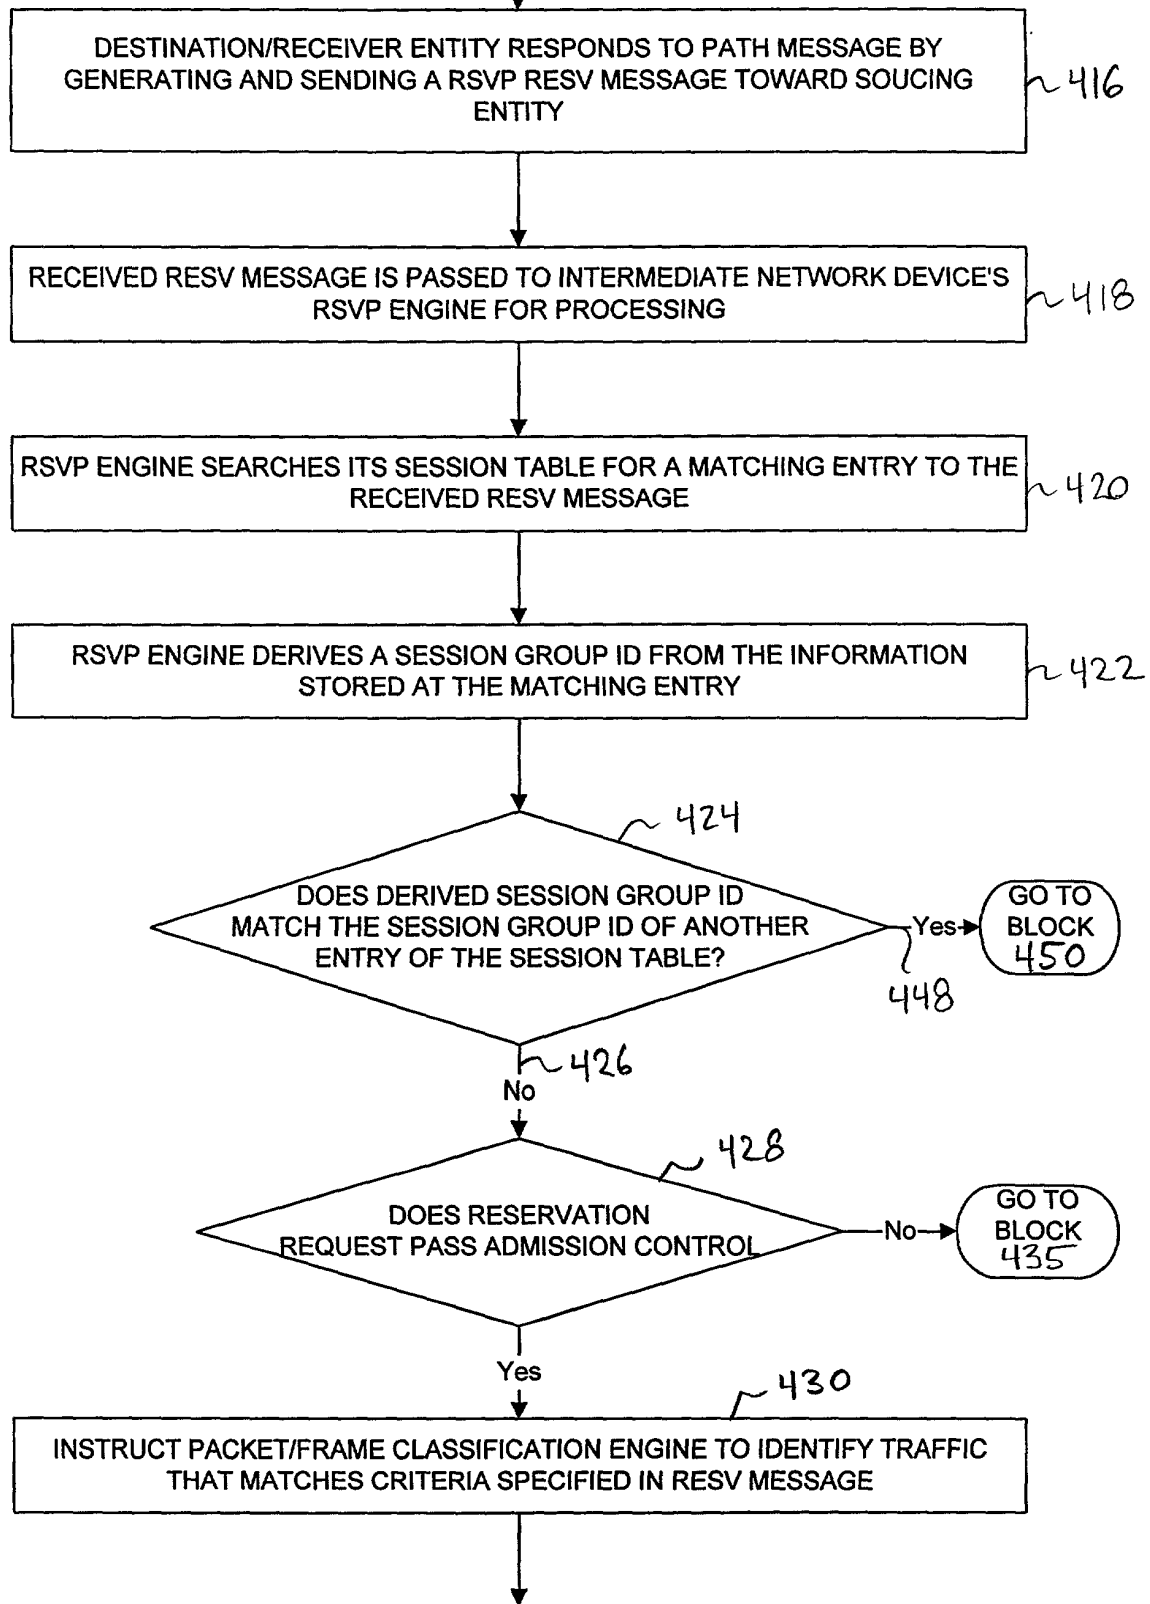 DESTINATION/RECEIVER ENTITY RESPONDS TO PATH MESSAGE BY
GENERATING AND SENDING A RSVP RESV MESSAGE TOWARD SOUCING
ENTITY
416
RECEIVED RESV MESSAGE IS PASSED TO INTERMEDIATE NETWORK DEVICE'S
RSVP ENGINE FOR PROCESSING
418
RSVP ENGINE SEARCHES ITS SESSION TABLE FOR A MATCHING ENTRY TO THE
RECEIVED RESV MESSAGE
420
RSVP ENGINE DERIVES A SESSION GROUP ID FROM THE INFORMATION
STORED AT THE MATCHING ENTRY
422
424
DOES DERIVED SESSION GROUP ID
MATCH THE SESSION GROUP ID OF ANOTHER
ENTRY OF THE SESSION TABLE?
Yes
448
GO TO
BLOCK
450
426
No
428
DOES RESERVATION
REQUEST PASS ADMISSION CONTROL
No
GO TO
BLOCK
435
Yes
430
INSTRUCT PACKET/FRAME CLASSIFICATION ENGINE TO IDENTIFY TRAFFIC
THAT MATCHES CRITERIA SPECIFIED IN RESV MESSAGE